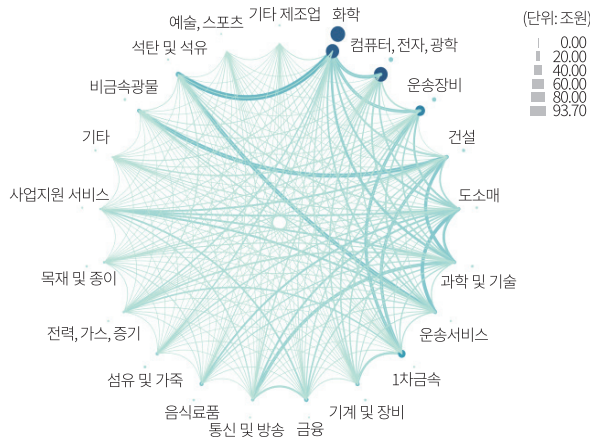 기타 제조업
화학
(단위: 조원)
예술, 스포츠
컴퓨터, 전자, 광학
0.00
석탄 및 석유
20.00
40.00
비금속광물
운송장비
60.00
80.00
93.70
기타
건설
사업지원 서비스
도소매
목재 및 종이
과학 및 기술
전력, 가스, 증기
운송서비스
섬유 및 가죽
1차금속
음식료품
기계 및 장비
통신 및 방송
금융